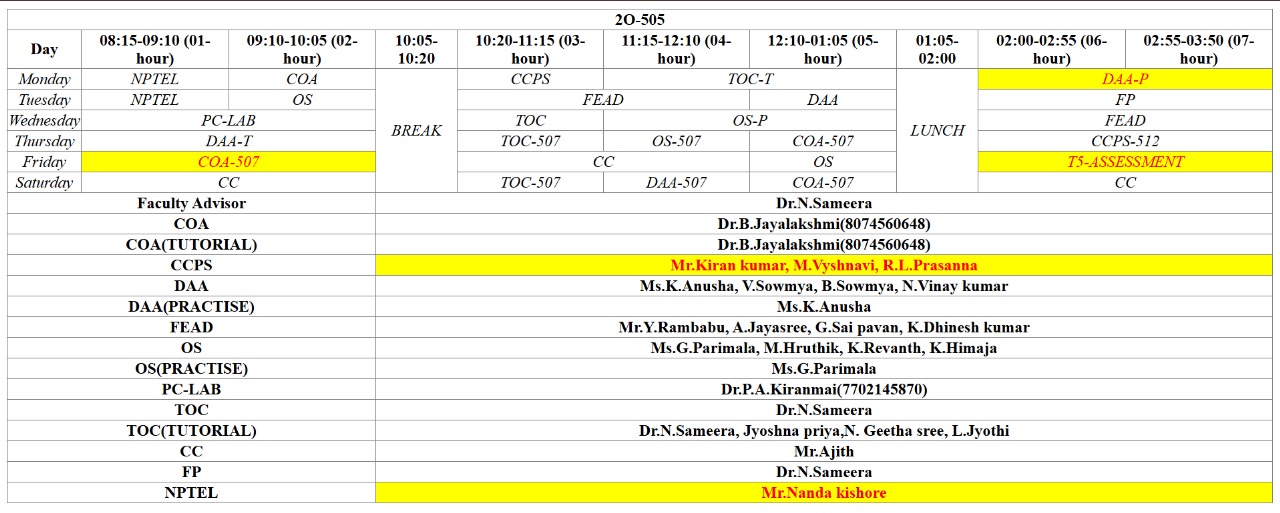 2O-505
Day 08:15-09:10 (01-hour) 09:10-10:05 (02-hour) 10:05-10:20 10:20-11:15 (03-hour) 11:15-12:10 (04-hour) 12:10-01:05 (05-hour) 01:05-02:00 02:00-02:55 (06-hour) 02:55-03:50 (07-hour)
Monday NPTEL COA BREAK CCPS TOC-T LUNCH DAA-P
Tuesday NPTEL OS FEAD DAA FP
Wednesday PC-LAB TOC OS-P FEAD
Thursday DAA-T TOC-507 OS-507 COA-507 CCPS-512
Friday COA-507 CC OS T5-ASSESSMENT
Saturday CC TOC-507 DAA-507 COA-507 CC
Faculty Advisor Dr.N.Sameera
COA Dr.B.Jayalakshmi(8074560648)
COA(TUTORIAL) Dr.B.Jayalakshmi(8074560648)
CCPS Mr.Kiran kumar, M.Vyshnavi, R.L.Prasanna
DAA Ms.K.Anusha, V.Sowmya, B.Sowmya, N.Vinay kumar
DAA(PRACTISE) Ms.K.Anusha
FEAD Mr.Y.Rambabu, A.Jayasree, G.Sai pavan, K.Dhinesh kumar
OS Ms.G.Parimala, M.Hruthik, K.Revanth, K.Himaja
OS(PRACTISE) Ms.G.Parimala
PC-LAB Dr.P.A.Kiranmai(7702145870)
TOC Dr.N.Sameera
TOC(TUTORIAL) Dr.N.Sameera, Jyoshna priya,N. Geetha sree, L.Jyothi
CC Mr.Ajith
FP Dr.N.Sameera
NPTEL Mr.Nanda kishore